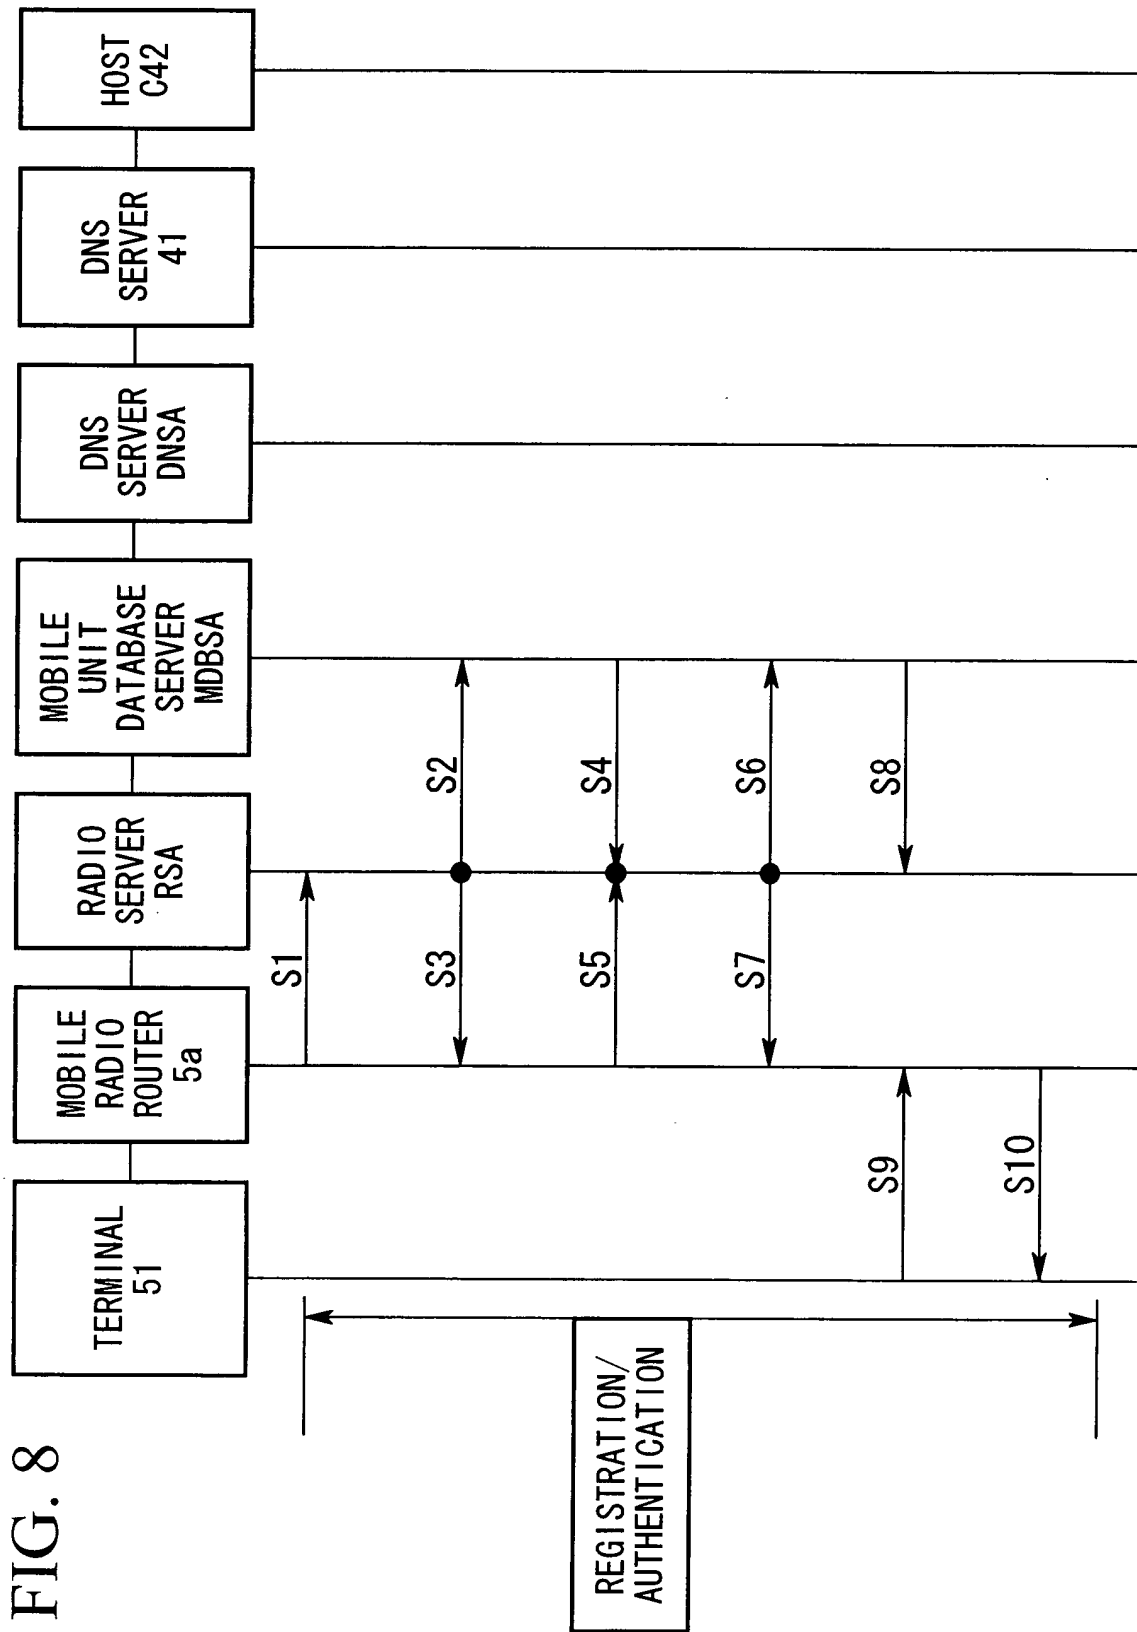 FIG. 8
TERMINAL
51
MOBILE
RADIO
ROUTER
5a
RADIO
SERVER
RSA
MOBILE
UNIT
DATABASE
SERVER
MDBSA
DNS
SERVER
DNSA
DNS
SERVER
41
HOST
C42
REGISTRATION/
AUTHENTICATION
S1
S3
S2
S5
S4
S7
S6
S9
S8
S10